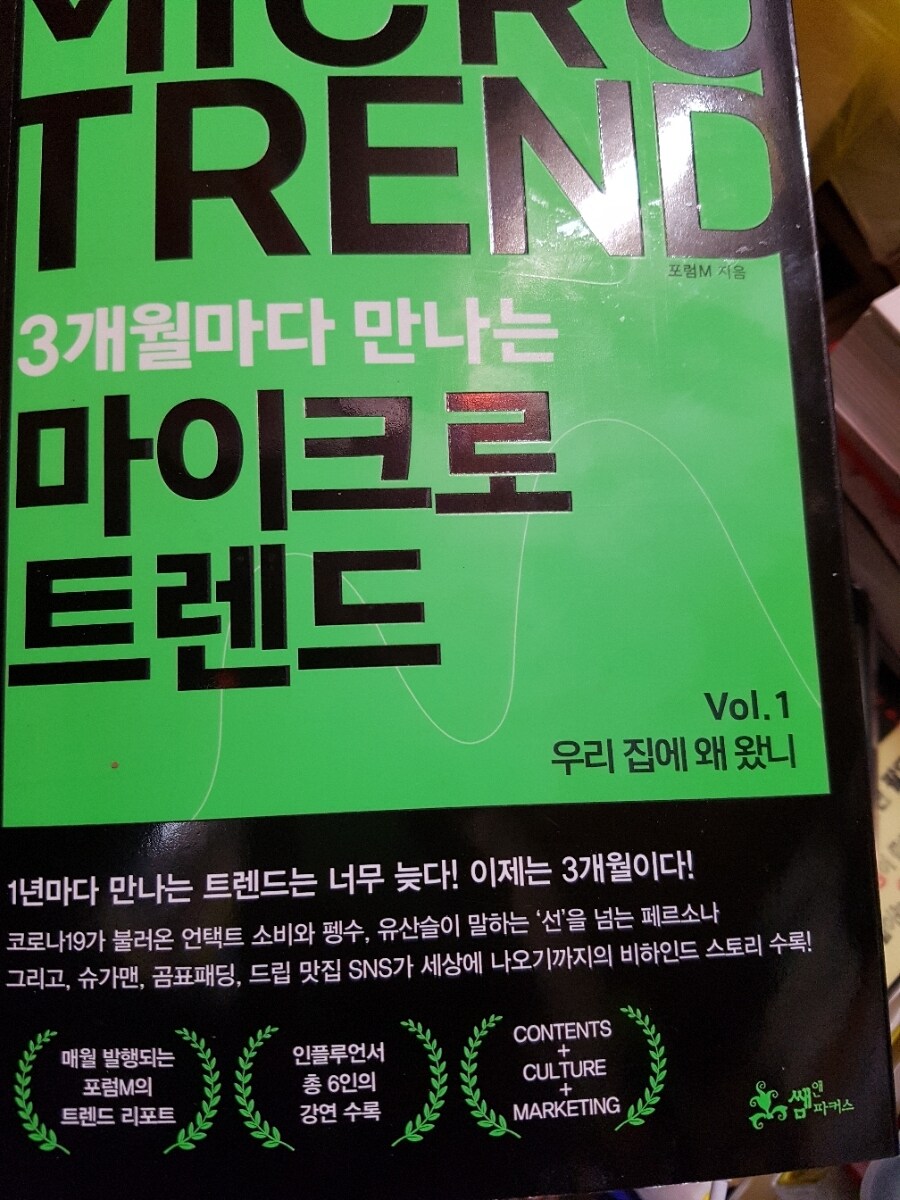 MICRO
TREND
포럼M 지음
3개월마다 만나는
마이크로
트렌드
Vol.1
우리 집에 왜 왔니
1년마다 만나는 트렌드는 너무 늦다! 이제는 3개월이다!
코로나19가 불러온 언택트 소비와 펭수, 유산슬이 말하는 ‘선’을 넘는 페르소나
그리고, 슈가맨, 곰표패딩, 드립 맛집 SNS가 세상에 나오기까지의 비하인드 스토리 수록!
매월 발행되는
포럼M의
트렌드 리포트
인플루언서
총 6인의
강연 수록
CONTENTS
+
CULTURE
+
MARKETING
쌤앤파커스